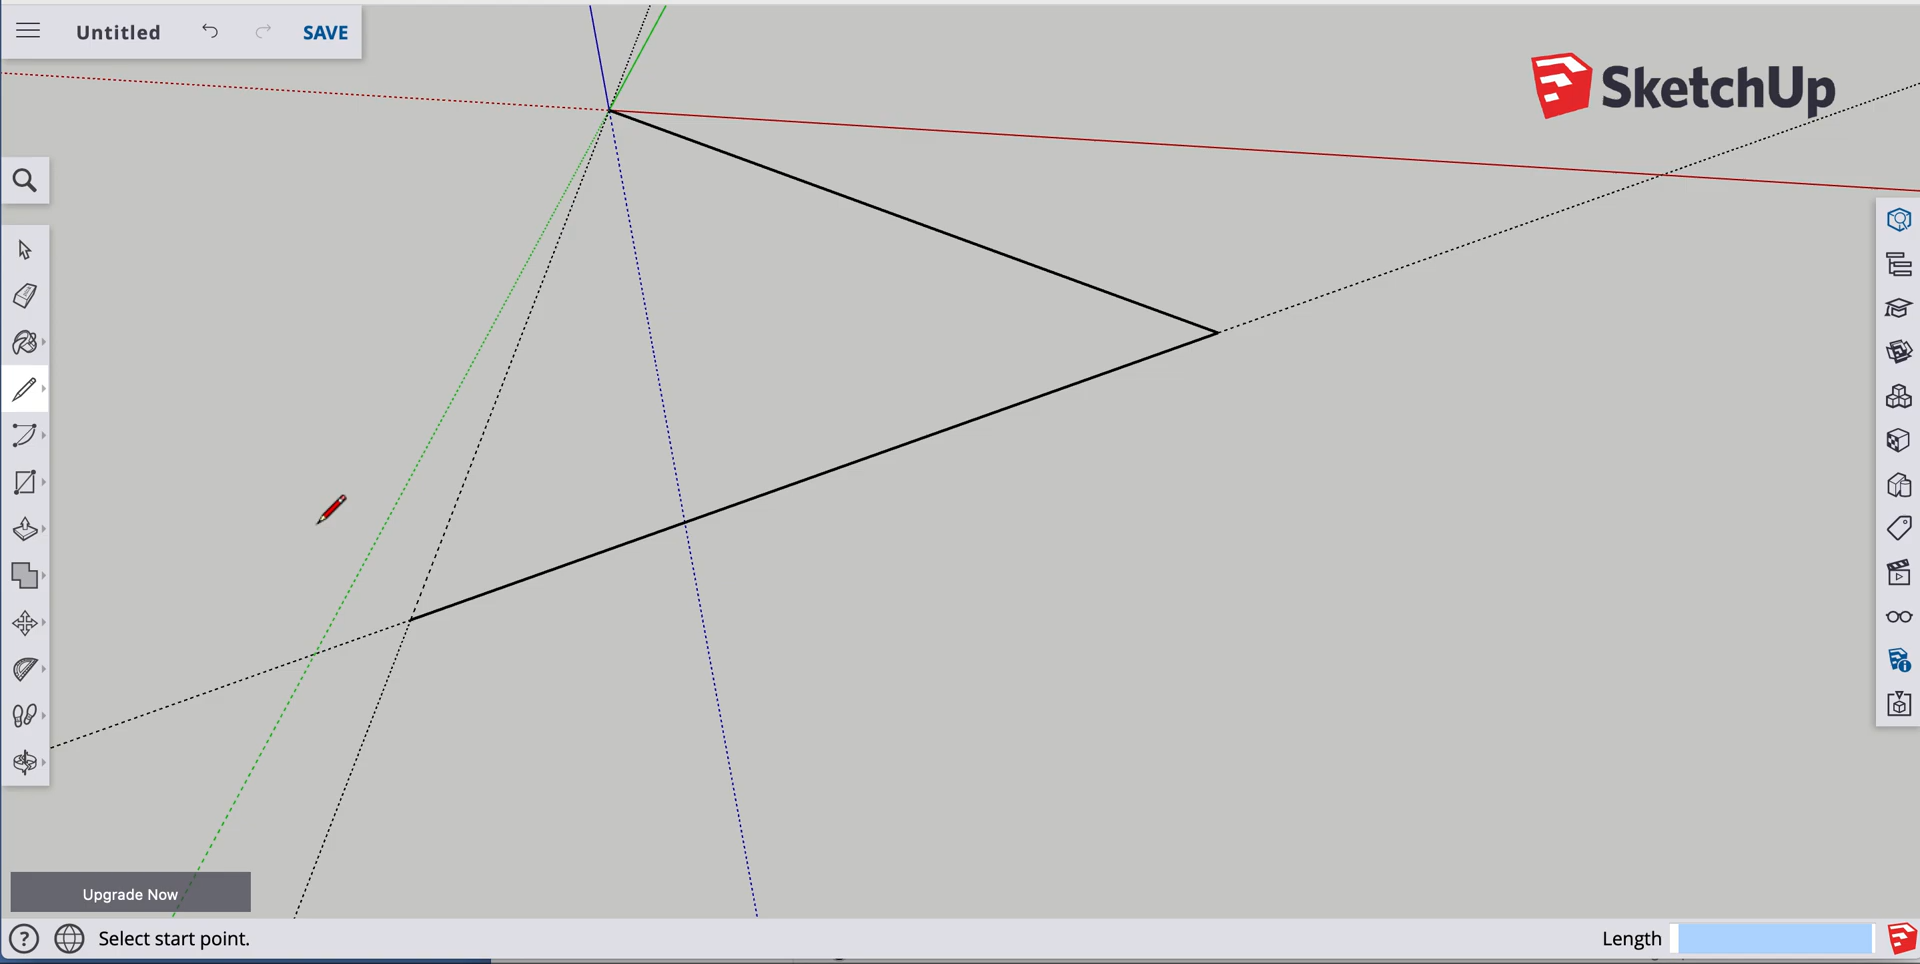 Untitled
SAVE
SketchUp
Upgrade Now
?
Select start point.
Length